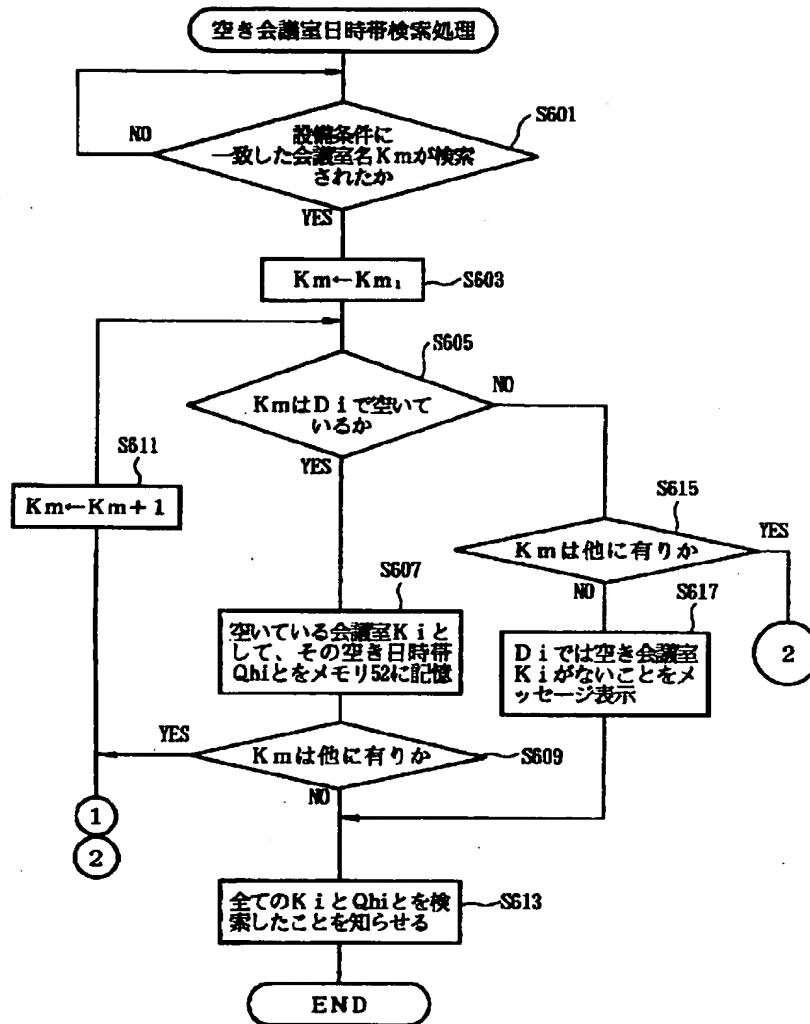 空き会議室日時帯検索処理
S601
NO
設備条件に
一致した会議室名Kmが検索
されたか
YES
Km←Km₁
S603
S605
NO
KmはDiで空いて
いるか
YES
S611
Km←Km+1
S615
YES
Kmは他に有りか
NO
S607
S617
空いている会議室Kiと
して、その空き日時帯
Qhiとをメモリ52に記憶
Diでは空き会議室
Kiがないことをメ
ッセージ表示
2
YES
Kmは他に有りか
S609
NO
1
2
全てのKiとQhiとを検
索したことを知らせる
S613
END